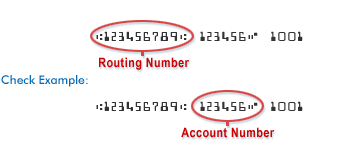 ⑆123456789⑆ 123456⑈ 1001
Routing Number
Check Example:
⑆123456789⑆ 123456⑈ 1001
Account Number